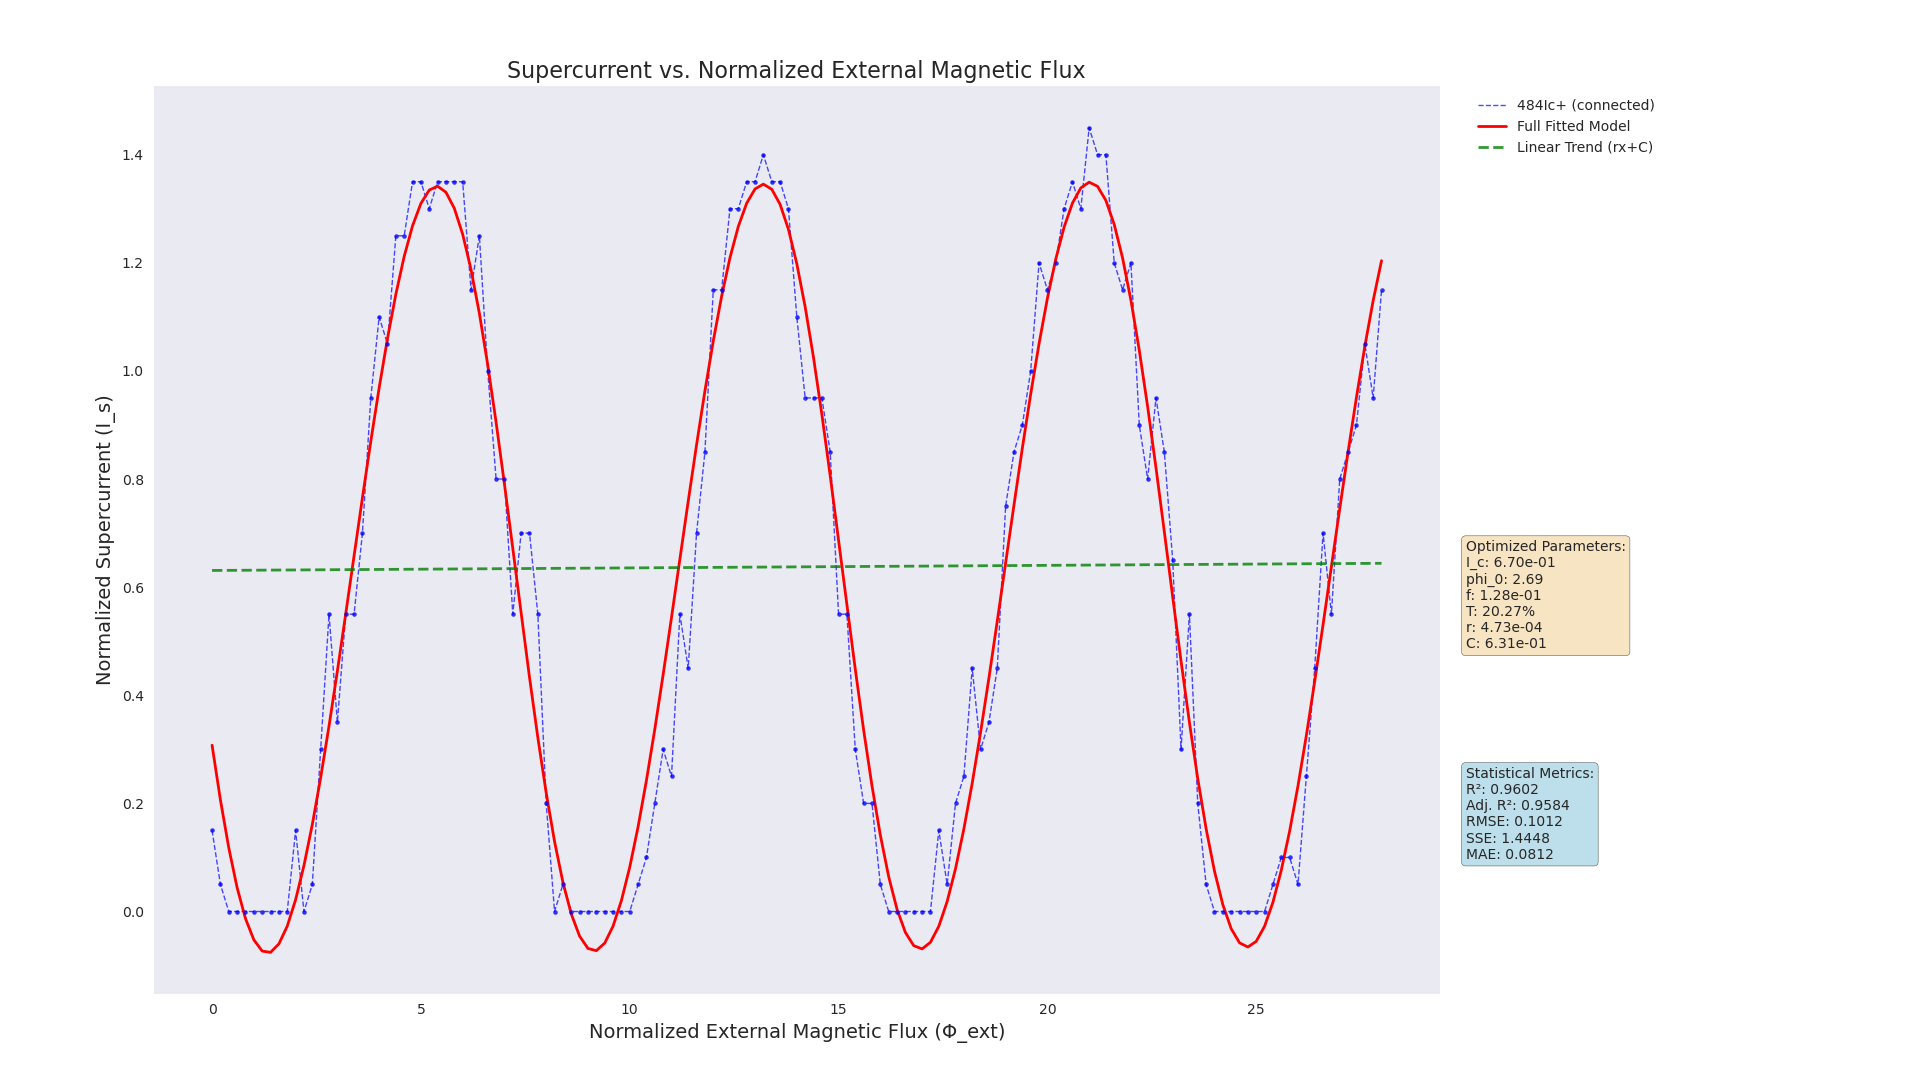 Supercurrent vs. Normalized External Magnetic Flux
484Ic+ (connected)
Full Fitted Model
Linear Trend (rx+C)
Normalized Supercurrent (I_s)
1.4
1.2
1.0
0.8
0.6
0.4
0.2
0.0
0 5 10 15 20 25
Normalized External Magnetic Flux (Φ_ext)
Optimized Parameters:
I_c: 6.70e-01
phi_0: 2.69
f: 1.28e-01
T: 20.27%
r: 4.73e-04
C: 6.31e-01
Statistical Metrics:
R²: 0.9602
Adj. R²: 0.9584
RMSE: 0.1012
SSE: 1.4448
MAE: 0.0812